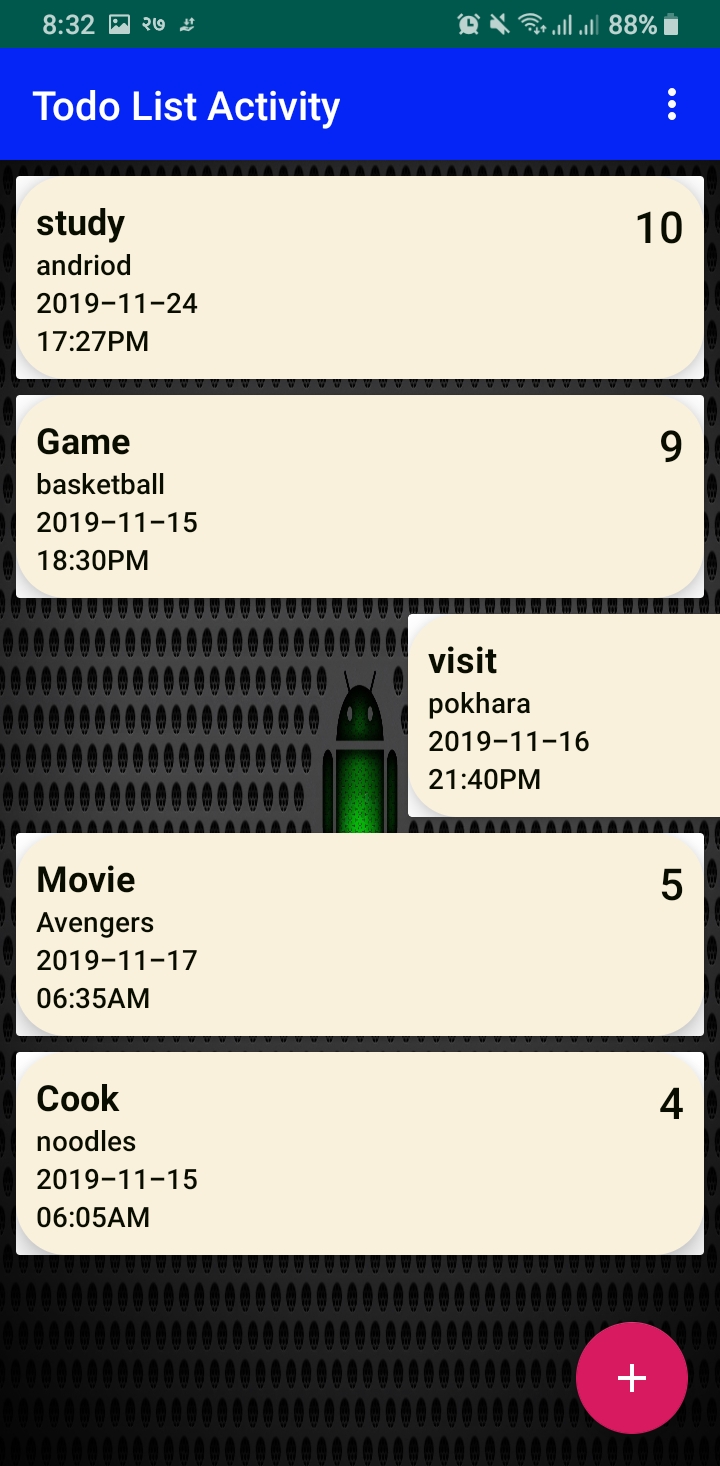 8:32 २७ 88%
Todo List Activity
study 10
andriod
2019-11-24
17:27PM
Game 9
basketball
2019-11-15
18:30PM
visit
pokhara
2019-11-16
21:40PM
Movie 5
Avengers
2019-11-17
06:35AM
Cook 4
noodles
2019-11-15
06:05AM
+